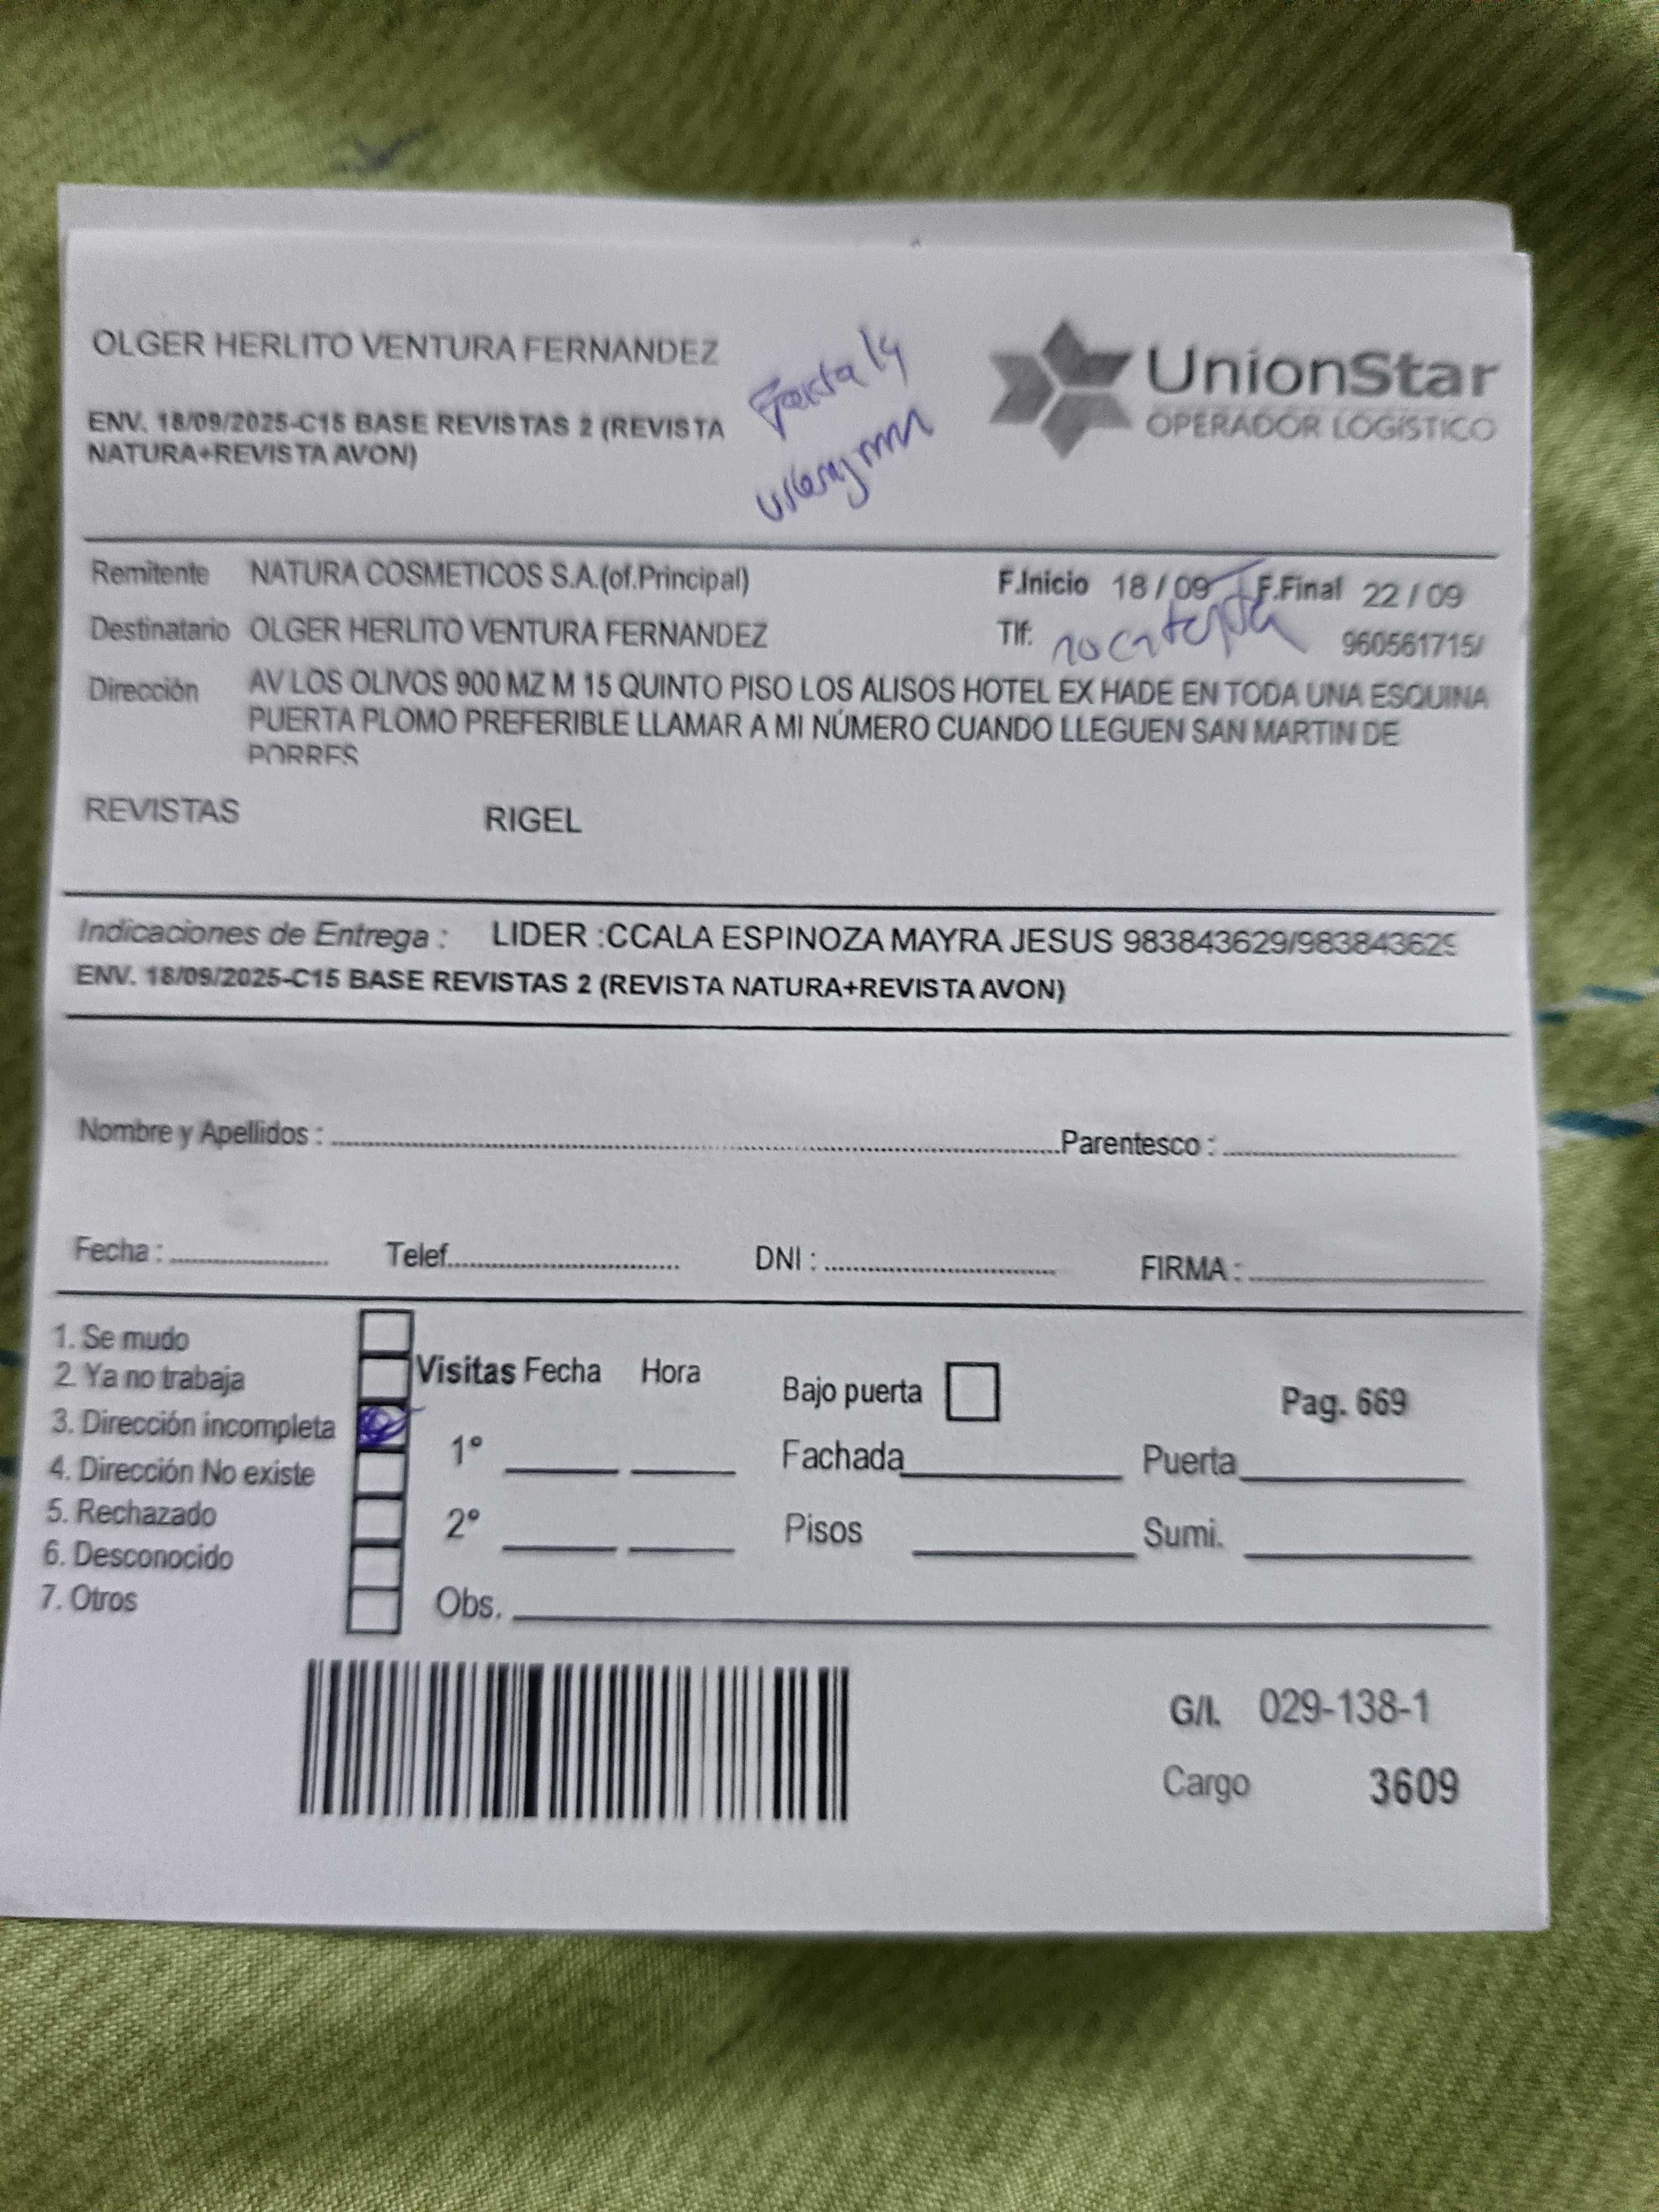 OLGER HERLITO VENTURA FERNANDEZ
ENV. 18/09/2025-C15 BASE REVISTAS 2 (REVISTA
NATURA+REVISTA AVON)
Falta la
UnionStar
OPERADOR LOGÍSTICO
Remitente NATURA COSMETICOS S.A.(of.Principal)
F.Inicio 18 / 09 F.Final 22 / 09
Destinatario OLGER HERLITO VENTURA FERNANDEZ
Tlf: no contesta 960561715/
Dirección AV LOS OLIVOS 900 MZ M 15 QUINTO PISO LOS ALISOS HOTEL EX HADE EN TODA UNA ESQUINA
PUERTA PLOMO PREFERIBLE LLAMAR A MI NÚMERO CUANDO LLEGUEN SAN MARTIN DE
PORRES
REVISTAS RIGEL
Indicaciones de Entrega : LIDER :CCALA ESPINOZA MAYRA JESUS 983843629/983843629
ENV. 18/09/2025-C15 BASE REVISTAS 2 (REVISTA NATURA+REVISTA AVON)
Nombre y Apellidos : Parentesco :
Fecha : Telef. DNI : FIRMA :
1. Se mudo
2. Ya no trabaja
3. Dirección incompleta
4. Dirección No existe
5. Rechazado
6. Desconocido
7. Otros
Visitas Fecha Hora
1°
2°
Obs.
Bajo puerta
Fachada
Pisos
Pag. 669
Puerta
Sumi.
G/I. 029-138-1
Cargo 3609